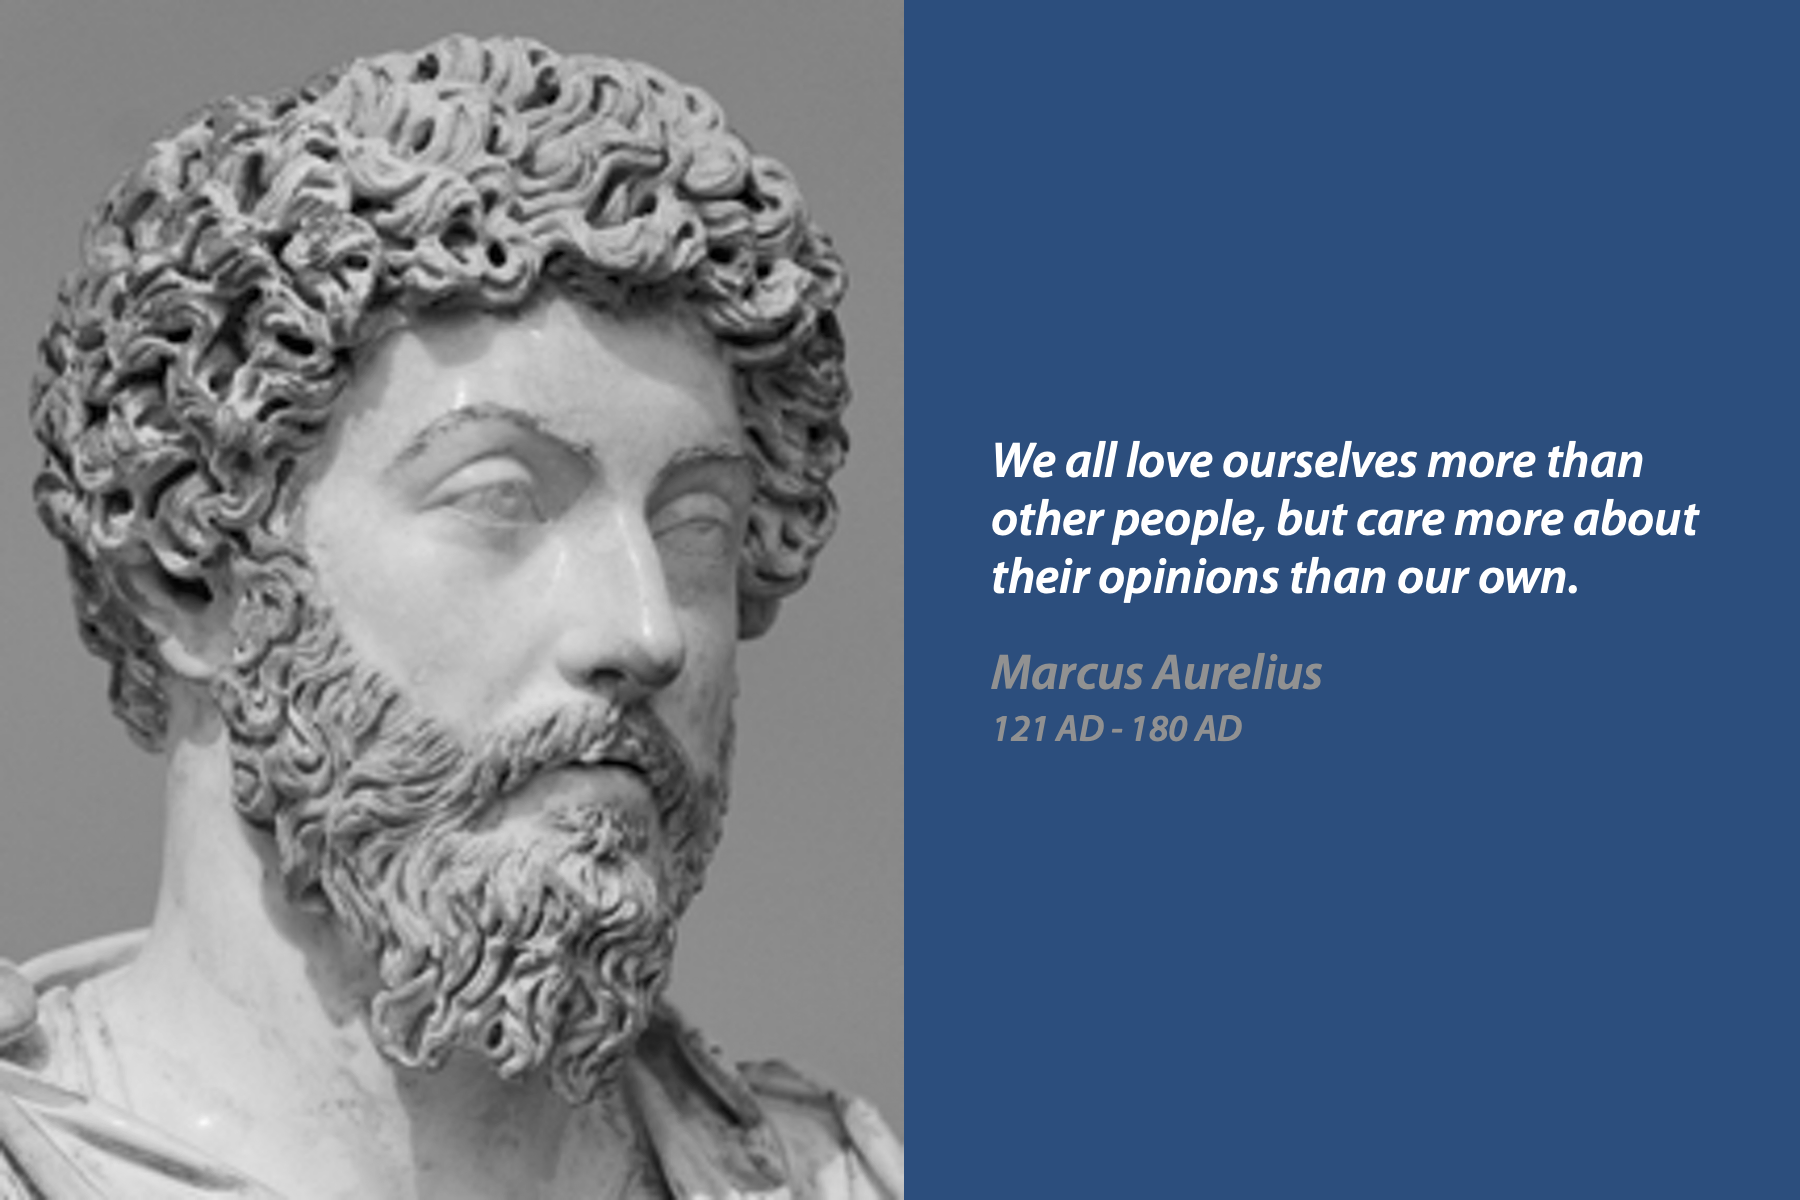 We all love ourselves more than
other people, but care more about
their opinions than our own.
Marcus Aurelius
121 AD - 180 AD